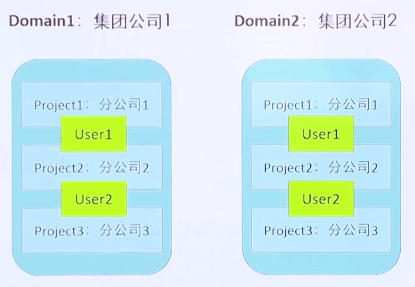 Domain1：集团公司1
Project1：分公司1
User1
Project2：分公司2
User2
Project3：分公司3
Domain2：集团公司2
Project1：分公司1
User1
Project2：分公司2
User2
Project3：分公司3